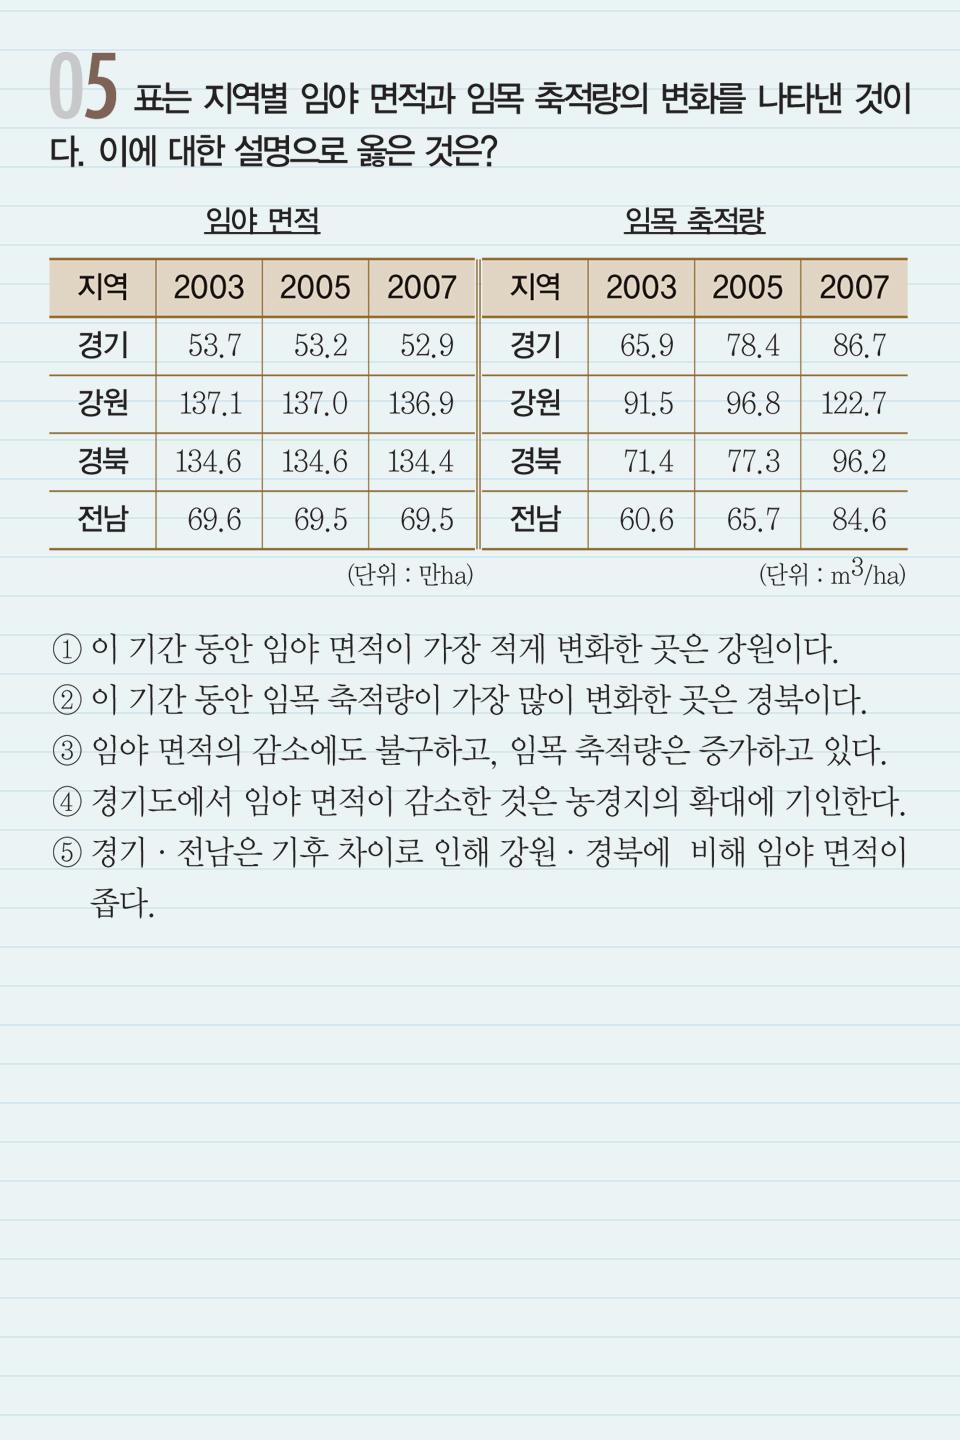 05 표는 지역별 임야 면적과 임목 축적량의 변화를 나타낸 것이
다. 이에 대한 설명으로 옳은 것은?
임야 면적
지역 2003 2005 2007
경기 53.7 53.2 52.9
강원 137.1 137.0 136.9
경북 134.6 134.6 134.4
전남 69.6 69.5 69.5
(단위 : 만ha)
임목 축적량
지역 2003 2005 2007
경기 65.9 78.4 86.7
강원 91.5 96.8 122.7
경북 71.4 77.3 96.2
전남 60.6 65.7 84.6
(단위 : m³/ha)
① 이 기간 동안 임야 면적이 가장 적게 변화한 곳은 강원이다.
② 이 기간 동안 임목 축적량이 가장 많이 변화한 곳은 경북이다.
③ 임야 면적의 감소에도 불구하고, 임목 축적량은 증가하고 있다.
④ 경기도에서 임야 면적이 감소한 것은 농경지의 확대에 기인한다.
⑤ 경기 · 전남은 기후 차이로 인해 강원 · 경북에 비해 임야 면적이
좁다.